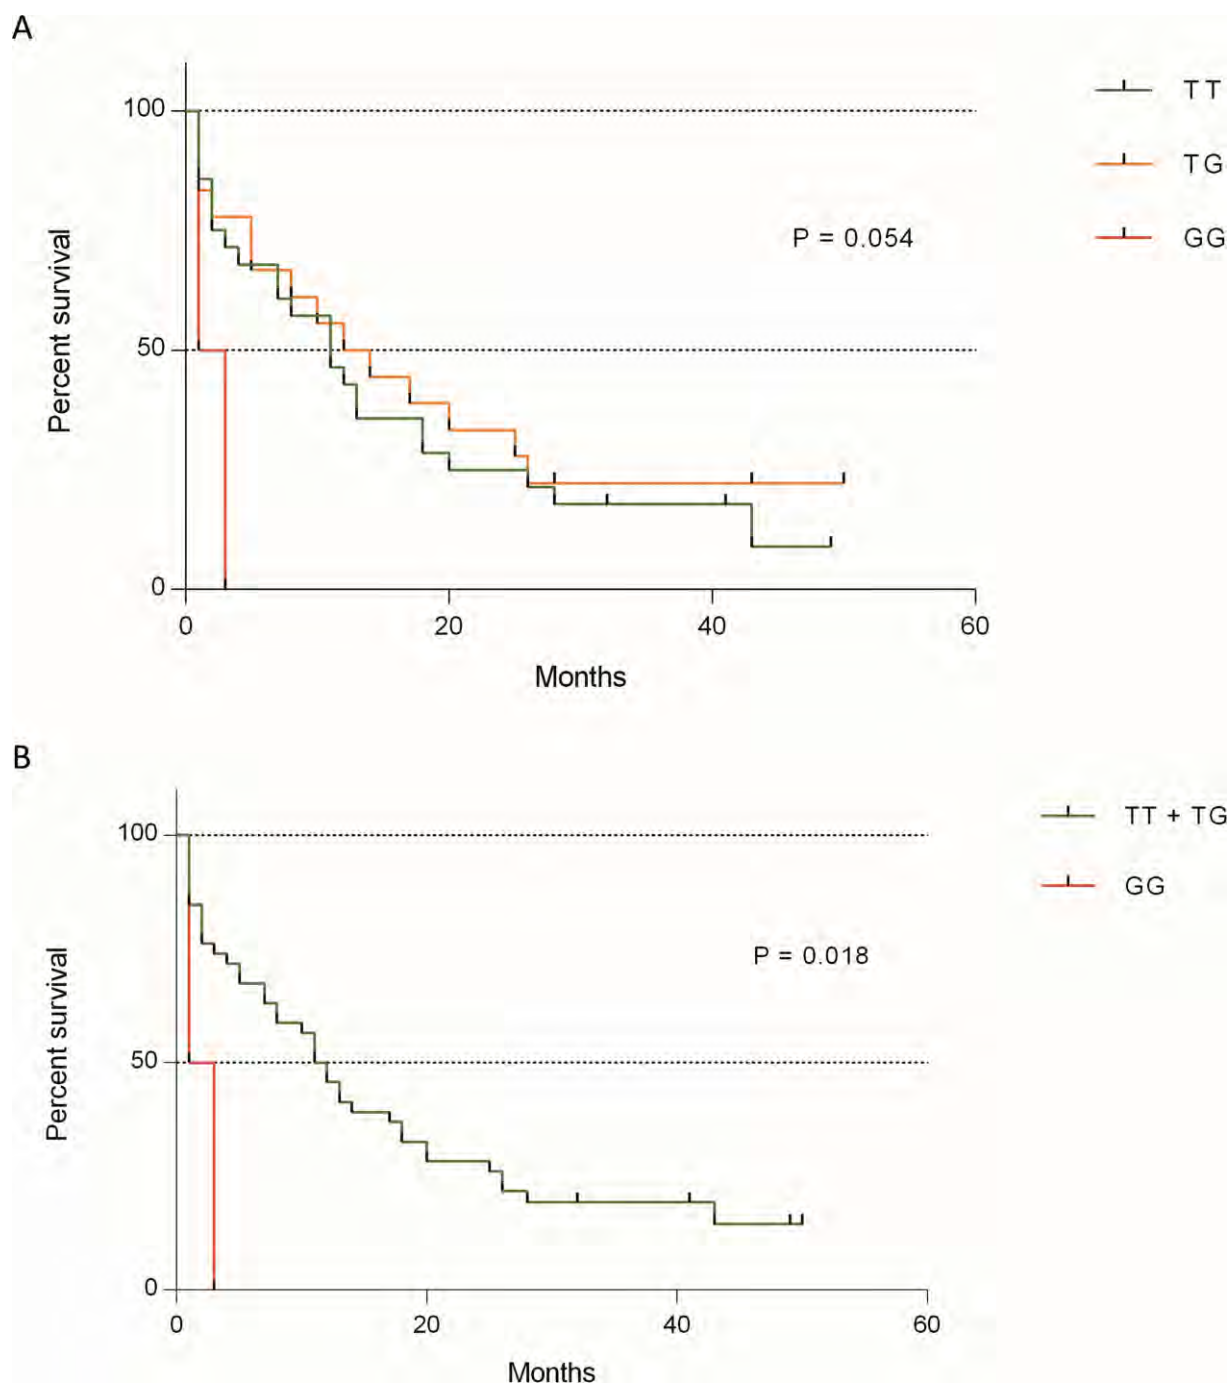 A
TT
TG
GG
P = 0.054
Percent survival
100
50
0
0 20 40 60
Months
B
TT + TG
GG
P = 0.018
Percent survival
100
50
0
0 20 40 60
Months